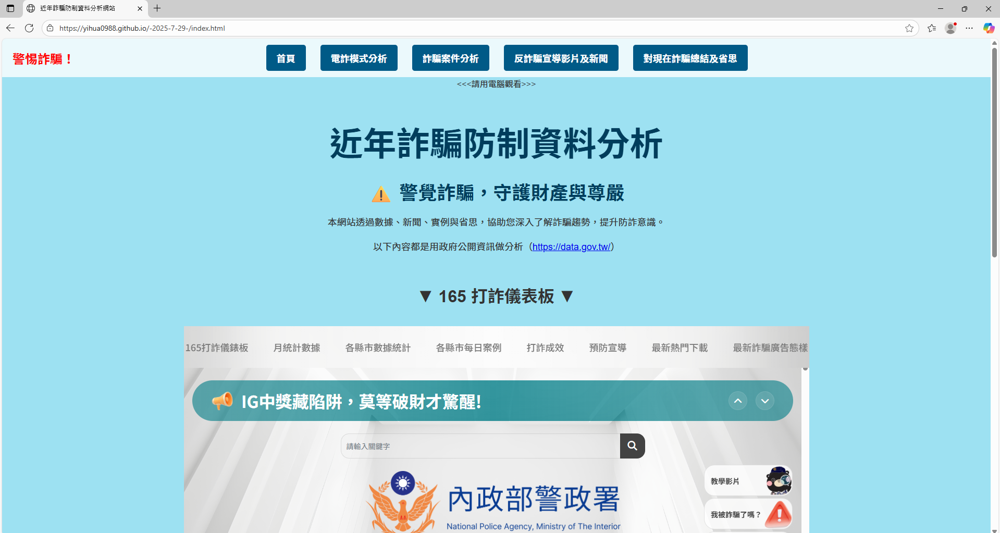 近年詐騙防制資料分析網站
https://yihua0988.github.io/-2025-7-29-/index.html
警惕詐騙！
首頁
電詐模式分析
詐騙案件分析
反詐騙宣導影片及新聞
對現在詐騙總結及省思
<<<請用電腦觀看>>>
近年詐騙防制資料分析
⚠️ 警覺詐騙，守護財產與尊嚴
本網站透過數據、新聞、實例與省思，協助您深入了解詐騙趨勢，提升防詐意識。
以下內容都是用政府公開資訊做分析（https://data.gov.tw/）
▼ 165 打詐儀表板 ▼
165打詐儀錶板
月統計數據
各縣市數據統計
各縣市每日案例
打詐成效
預防宣導
最新熱門下載
最新詐騙廣告態樣
IG中獎藏陷阱，莫等破財才驚醒!
請輸入關鍵字
內政部警政署
National Police Agency, Ministry of The Interior
教學影片
我被詐騙了嗎？